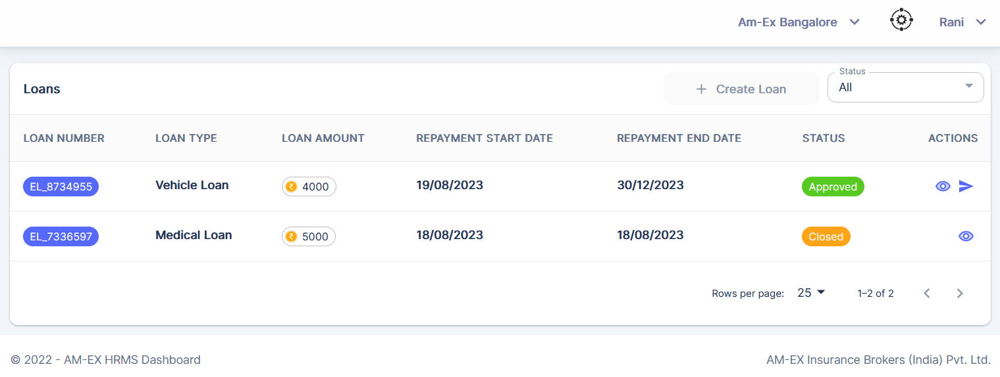 Am-Ex Bangalore Rani
Status
Loans + Create Loan All
LOAN NUMBER LOAN TYPE LOAN AMOUNT REPAYMENT START DATE REPAYMENT END DATE STATUS ACTIONS
EL_8734955 Vehicle Loan ₹ 4000 19/08/2023 30/12/2023 Approved
EL_7336597 Medical Loan ₹ 5000 18/08/2023 18/08/2023 Closed
Rows per page: 25 1–2 of 2
© 2022 - AM-EX HRMS Dashboard AM-EX Insurance Brokers (India) Pvt. Ltd.